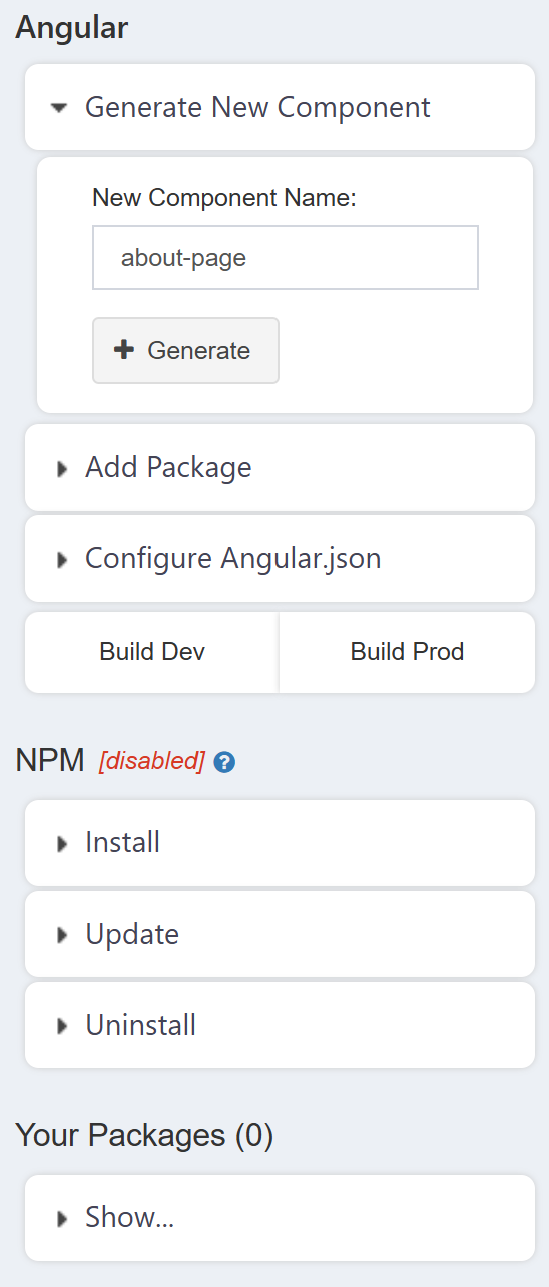 Angular
Generate New Component
New Component Name:
about-page
Generate
Add Package
Configure Angular.json
Build Dev
Build Prod
NPM [disabled] ?
Install
Update
Uninstall
Your Packages (0)
Show...